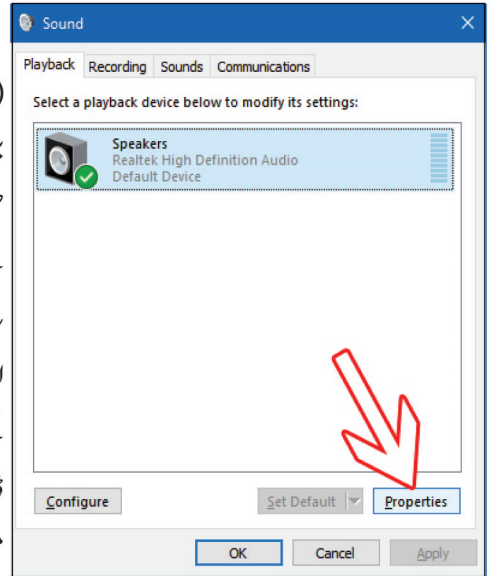 Sound
Playback Recording Sounds Communications
Select a playback device below to modify its settings:
Speakers
Realtek High Definition Audio
Default Device
Configure Set Default Properties
OK Cancel Apply